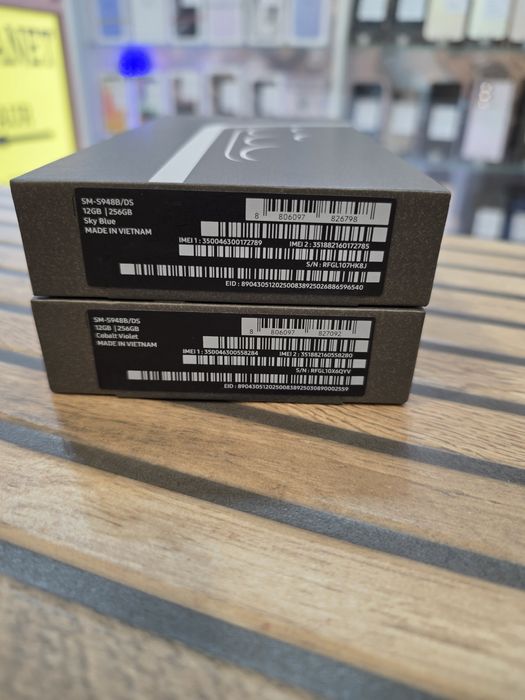 SM-S948B/DS
12GB | 256GB
Sky Blue
MADE IN VIETNAM
8 806097 826798
IMEI 1 : 350046300172789 IMEI 2 : 351882160172785
S/N : RFGL107HK8J
EID : 89043051202500838925026886596540
SM-S948B/DS
12GB | 256GB
Cobalt Violet
MADE IN VIETNAM
8 806097 827092
IMEI 1 : 350046300558284 IMEI 2 : 351882160558280
S/N : RFGL10X6QYV
EID : 89043051202500838925030890002559